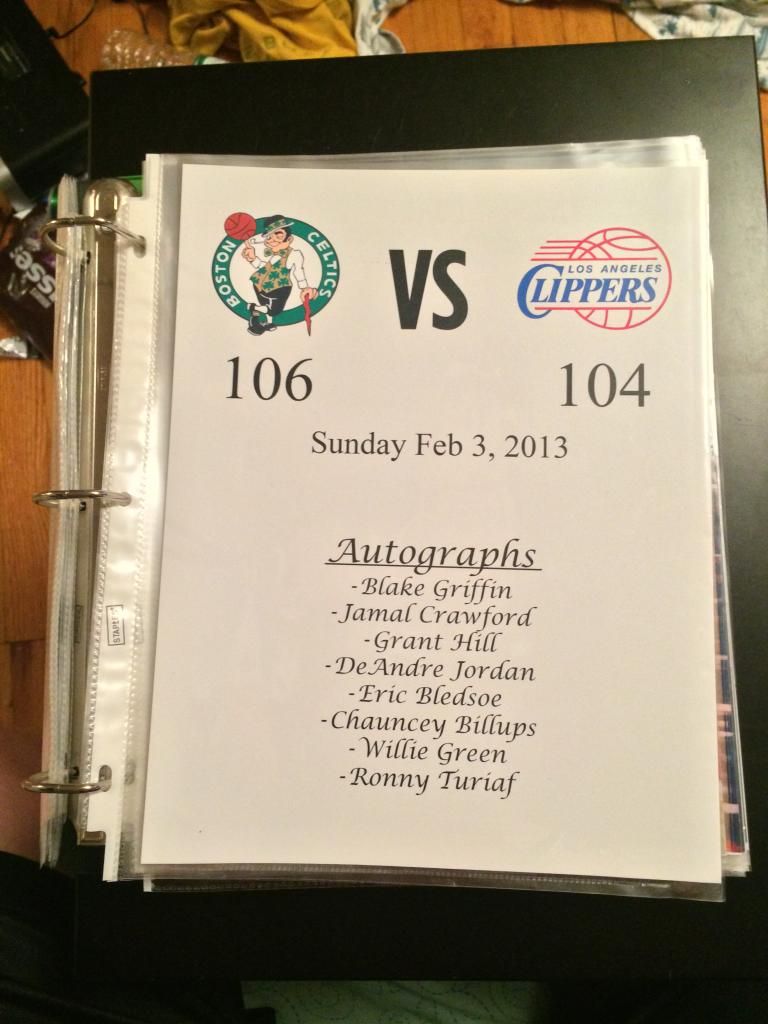 BOSTON CELTICS
VS
LOS ANGELES
CLIPPERS
106
104
Sunday Feb 3, 2013
Autographs
-Blake Griffin
-Jamal Crawford
-Grant Hill
-DeAndre Jordan
-Eric Bledsoe
-Chauncey Billups
-Willie Green
-Ronny Turiaf
STAPLES